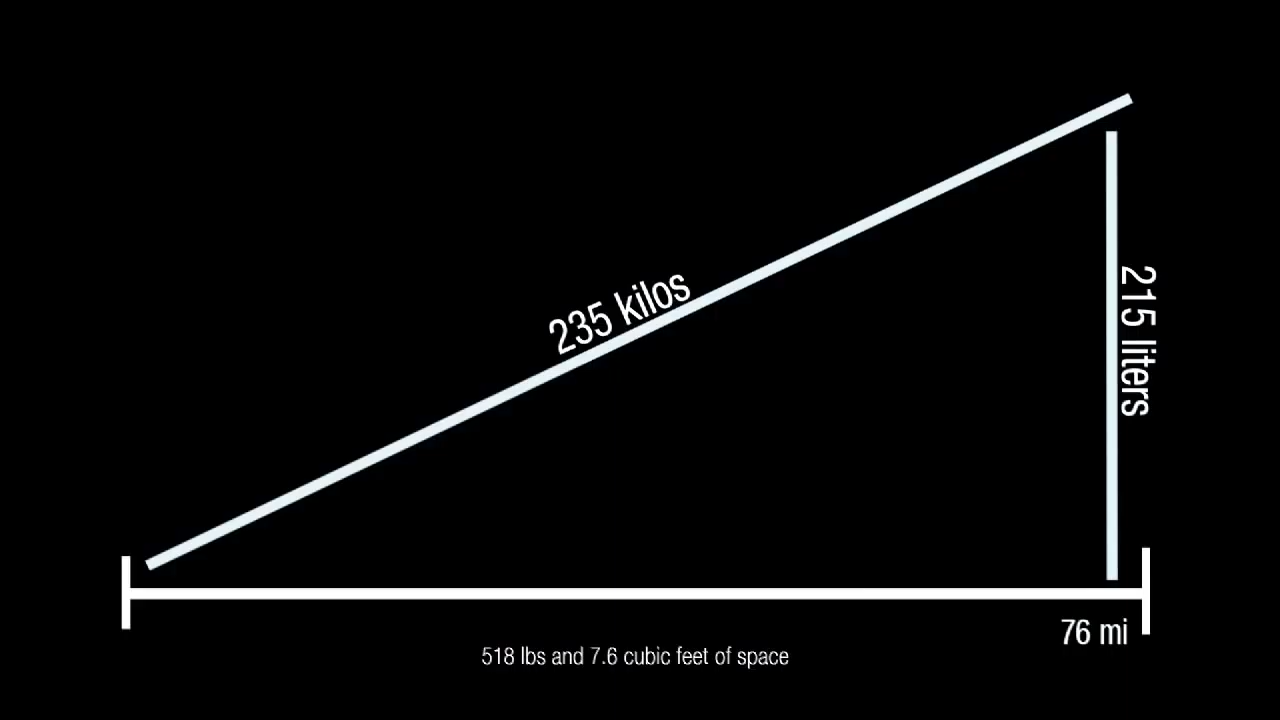 235 kilos
215 liters
76 mi
518 lbs and 7.6 cubic feet of space